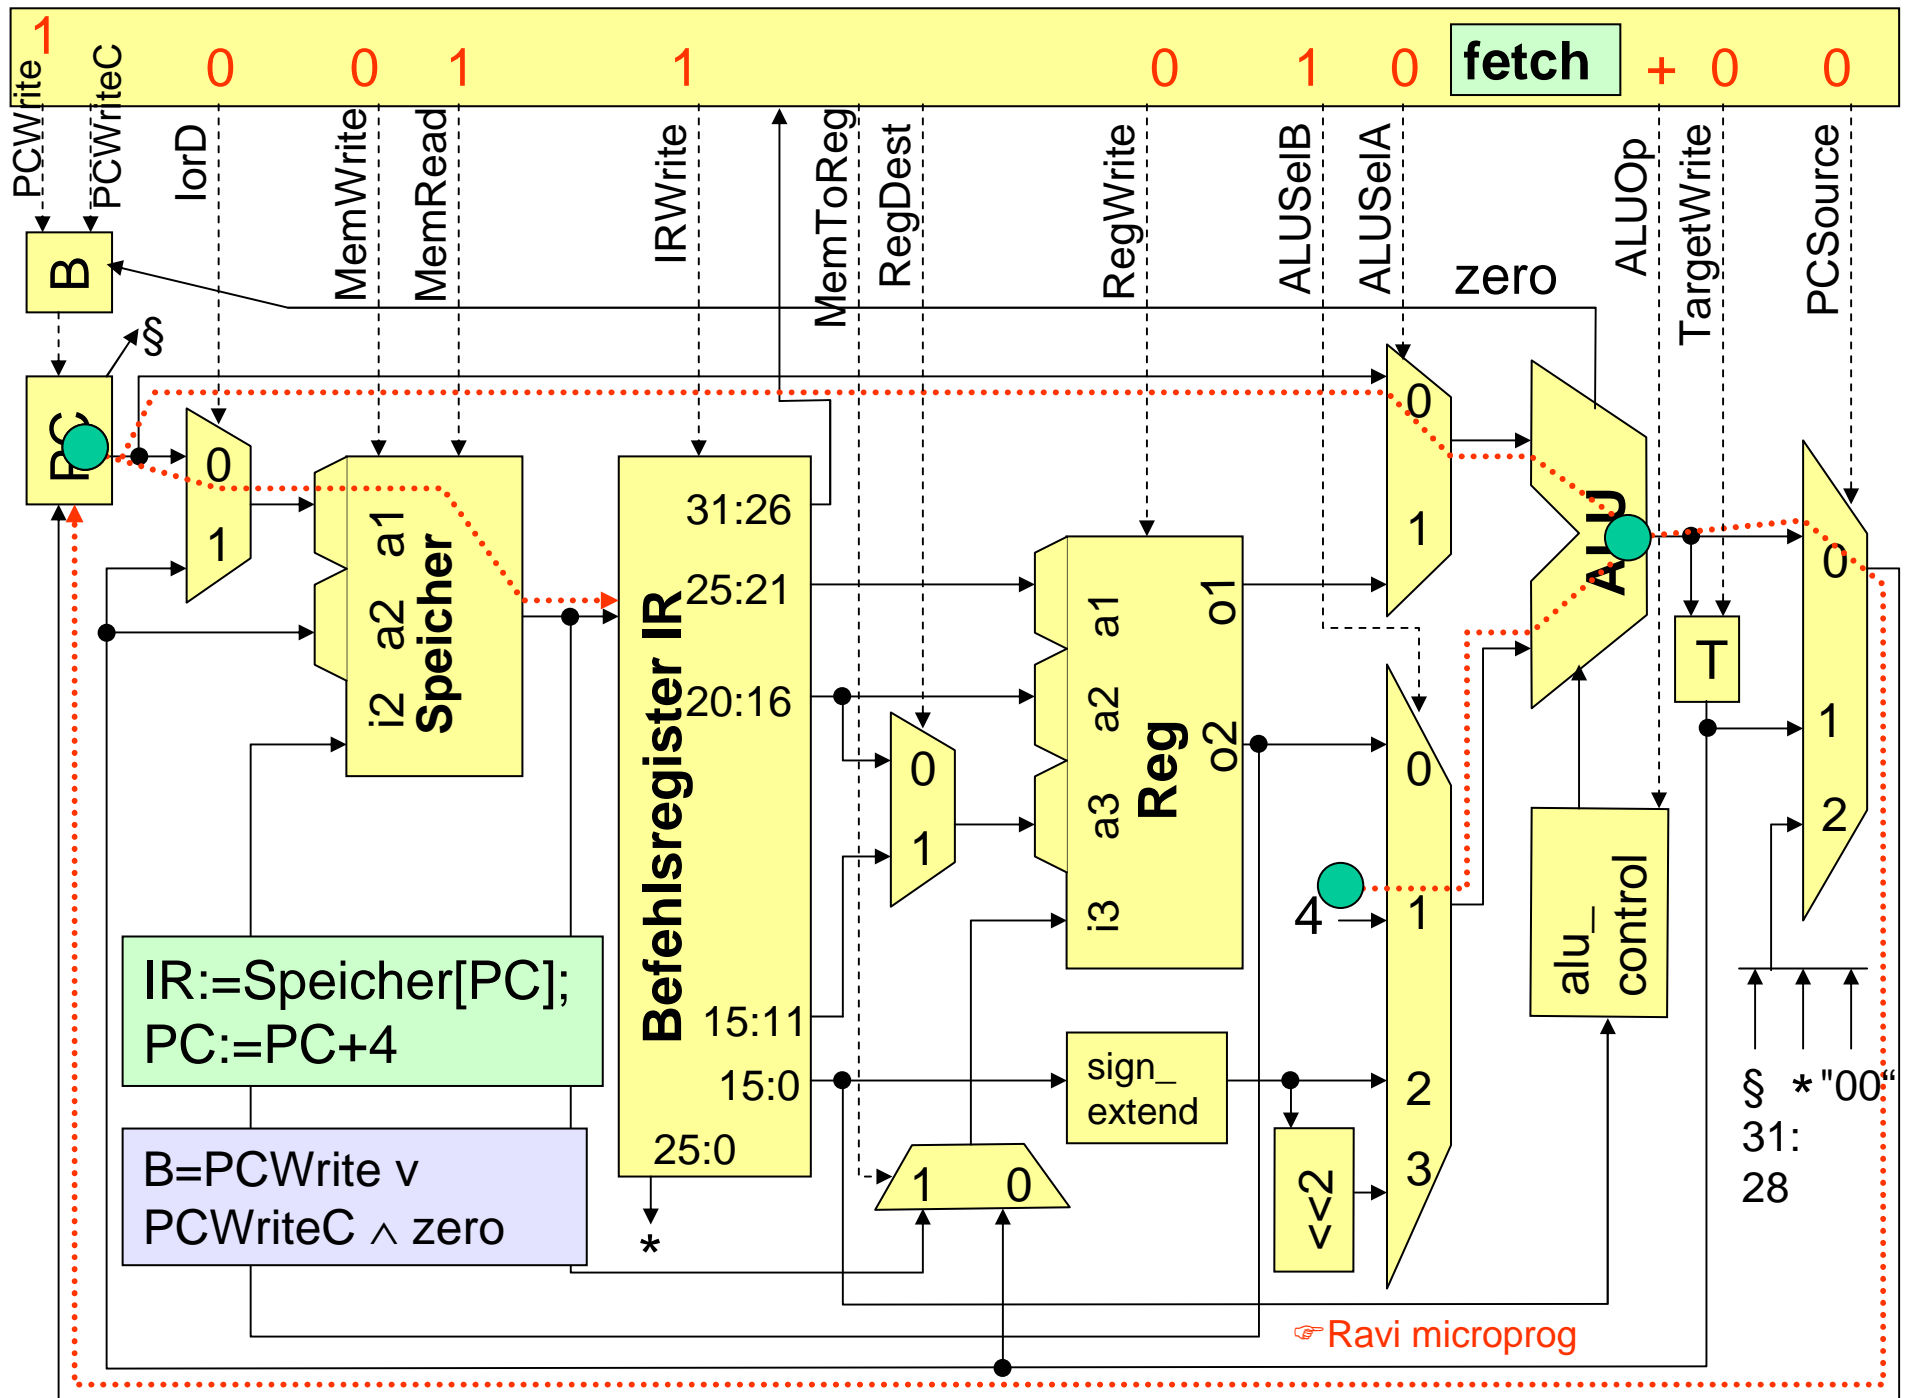 1 0 0 1 1 0 1 0 fetch + 0 0
PCWrite
PCWriteC
IorD
MemWrite
MemRead
IRWrite
MemToReg
RegDest
RegWrite
ALUSelB
ALUSelA
ALUOp
TargetWrite
PCSource
B
zero
§
PC
0
1
a1
a2
i2
Speicher
Befehlsregister IR
31:26
25:21
20:16
15:11
15:0
25:0
*
0
1
a1
a2
a3
i3
Reg
o1
o2
0
1
0
4
1
2
3
ALU
T
0
1
2
alu_
control
sign_
extend
<<2
1 0
§ * "00“
31:
28
IR:=Speicher[PC];
PC:=PC+4
B=PCWrite v
PCWriteC ∧ zero
☞Ravi microprog